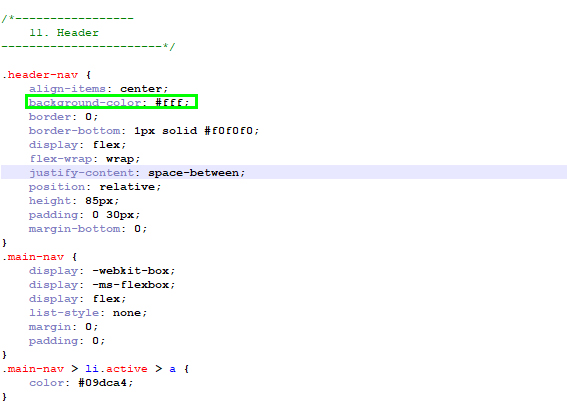 /*-----------------
11. Header
-----------------------*/
.header-nav {
align-items: center;
background-color: #fff;
border: 0;
border-bottom: 1px solid #f0f0f0;
display: flex;
flex-wrap: wrap;
justify-content: space-between;
position: relative;
height: 85px;
padding: 0 30px;
margin-bottom: 0;
}
.main-nav {
display: -webkit-box;
display: -ms-flexbox;
display: flex;
list-style: none;
margin: 0;
padding: 0;
}
.main-nav > li.active > a {
color: #09dca4;
}